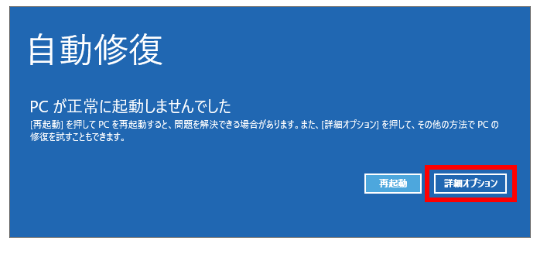 自動修復
PC が正常に起動しませんでした
[再起動] を押して PC を再起動すると、問題を解決できる場合があります。また、[詳細オプション] を押して、その他の方法で PC の
修復を試すこともできます。
再起動 詳細オプション